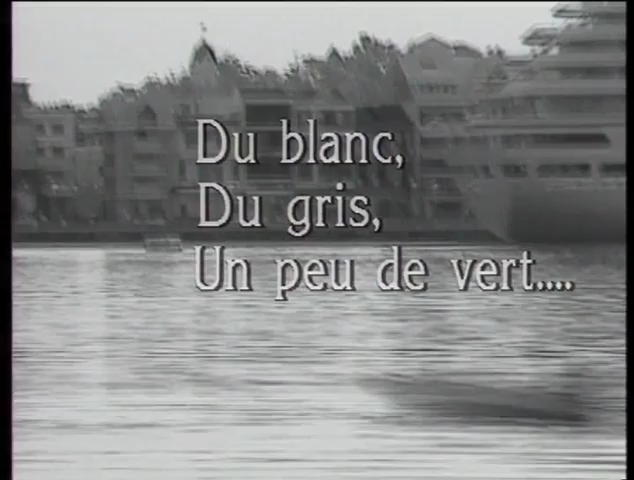 Du blanc,
Du gris,
Un peu de vert....